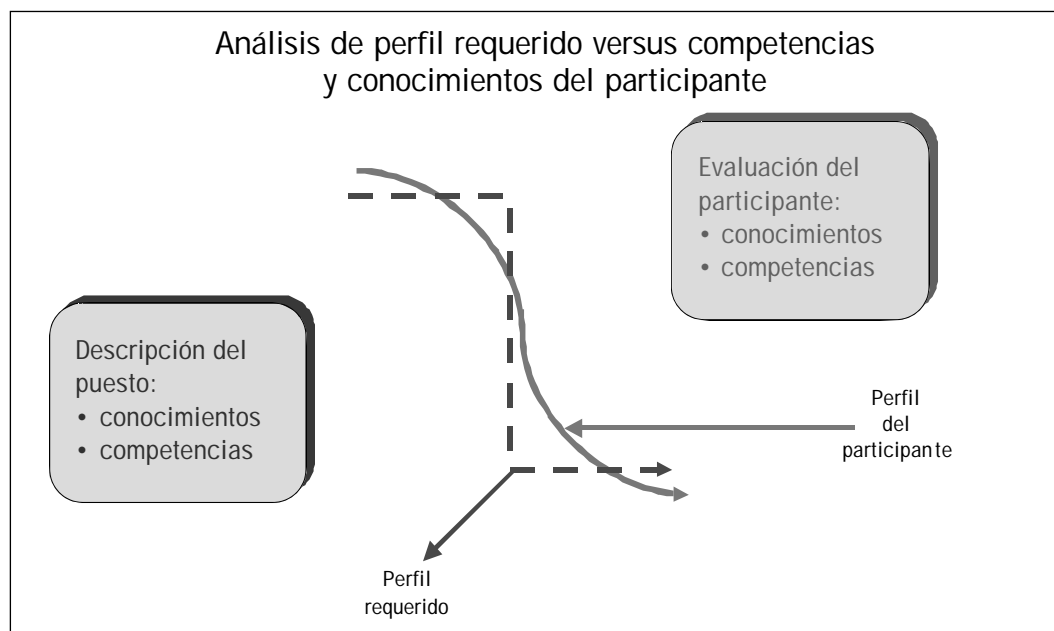 Análisis de perfil requerido versus competencias
y conocimientos del participante
Evaluación del
participante:
• conocimientos
• competencias
Descripción del
puesto:
• conocimientos
• competencias
Perfil
del
participante
Perfil
requerido